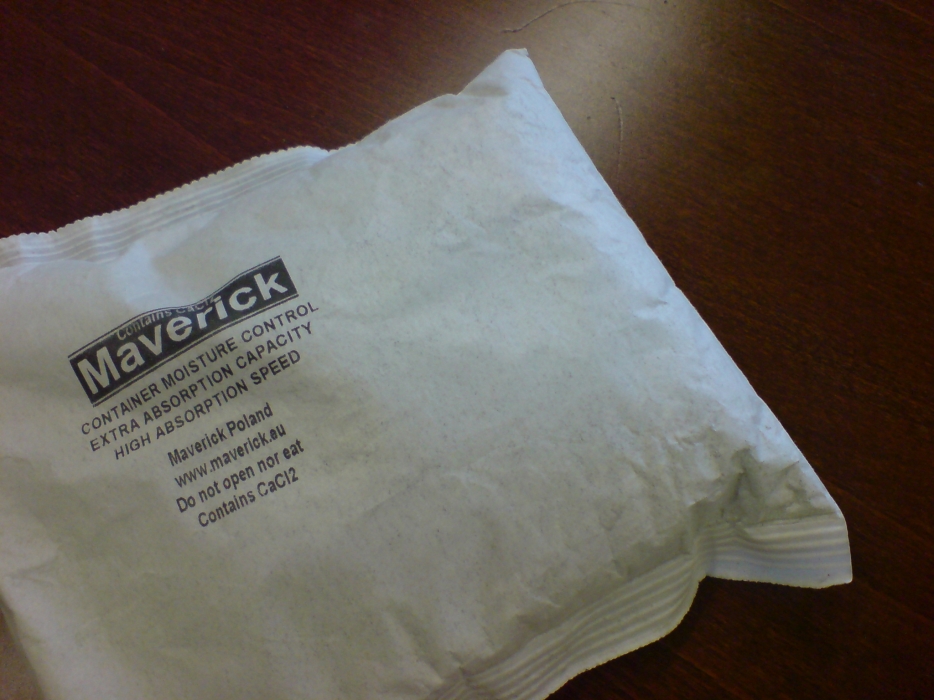 Contains CaCl2
Maverick
CONTAINER MOISTURE CONTROL
EXTRA ABSORPTION CAPACITY
HIGH ABSORPTION SPEED
Maverick Poland
www.maverick.eu
Do not open nor eat
Contains CaCl2